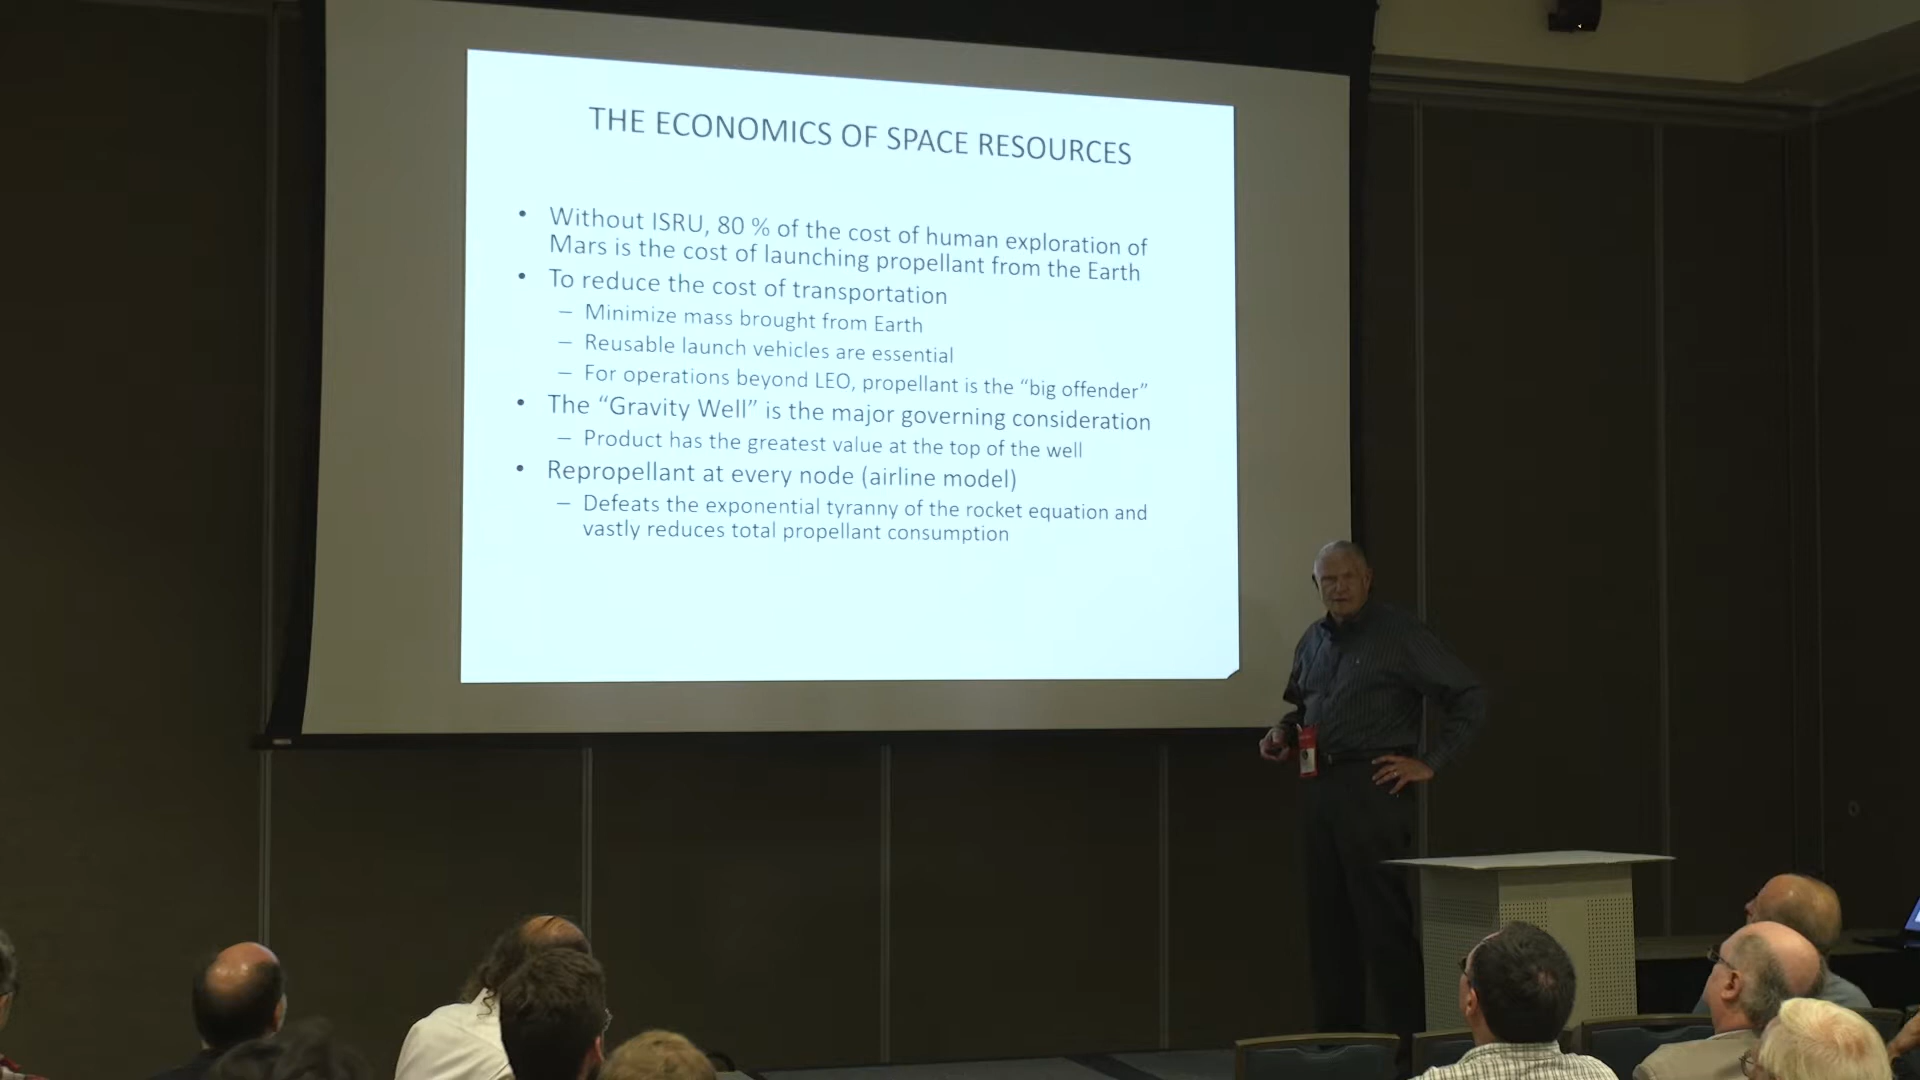 THE ECONOMICS OF SPACE RESOURCES
• Without ISRU, 80 % of the cost of human exploration of
Mars is the cost of launching propellant from the Earth
• To reduce the cost of transportation
– Minimize mass brought from Earth
– Reusable launch vehicles are essential
– For operations beyond LEO, propellant is the “big offender”
• The “Gravity Well” is the major governing consideration
– Product has the greatest value at the top of the well
• Repropellant at every node (airline model)
– Defeats the exponential tyranny of the rocket equation and
vastly reduces total propellant consumption